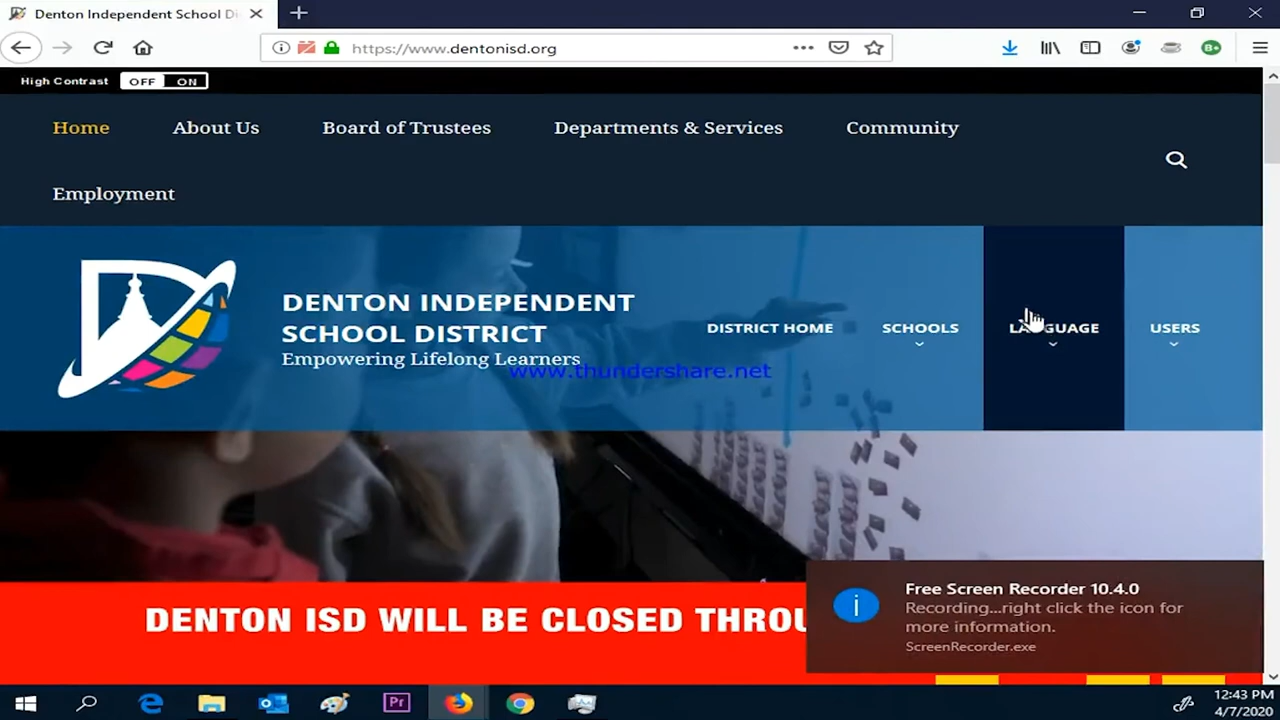 Denton Independent School Di
https://www.dentonisd.org
High Contrast OFF ON
Home About Us Board of Trustees Departments & Services Community
Employment
DENTON INDEPENDENT
SCHOOL DISTRICT
Empowering Lifelong Learners
DISTRICT HOME SCHOOLS LANGUAGE USERS
www.thundershare.net
DENTON ISD WILL BE CLOSED THROU
Free Screen Recorder 10.4.0
Recording...right click the icon for
more information.
ScreenRecorder.exe
Pr
12:43 PM
4/7/2020